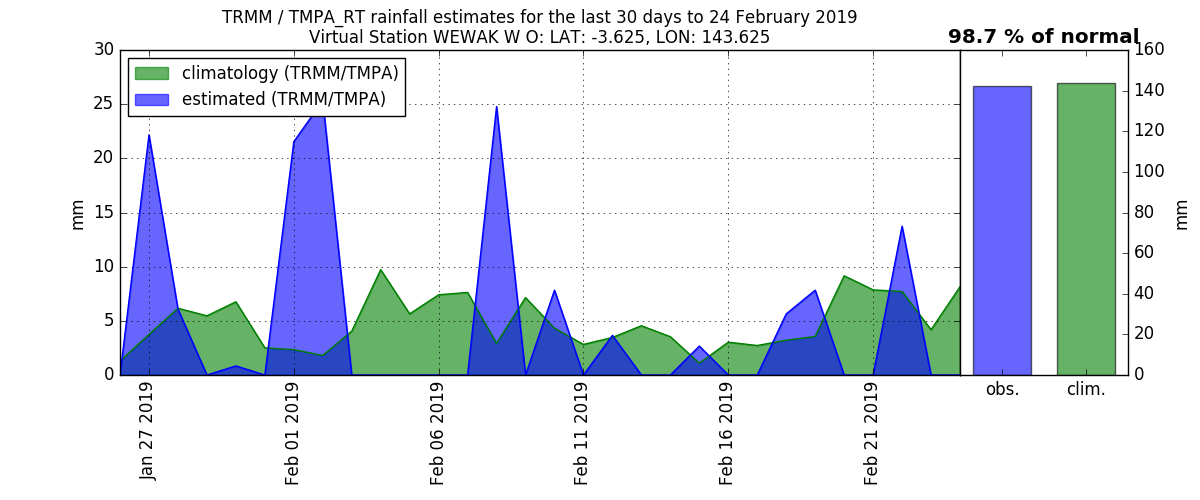 TRMM / TMPA_RT rainfall estimates for the last 30 days to 24 February 2019
Virtual Station WEWAK W O: LAT: -3.625, LON: 143.625
98.7 % of normal
climatology (TRMM/TMPA)
estimated (TRMM/TMPA)
mm
30
25
20
15
10
5
0
Jan 27 2019
Feb 01 2019
Feb 06 2019
Feb 11 2019
Feb 16 2019
Feb 21 2019
obs.
clim.
160
140
120
100
80
60
40
20
0
mm